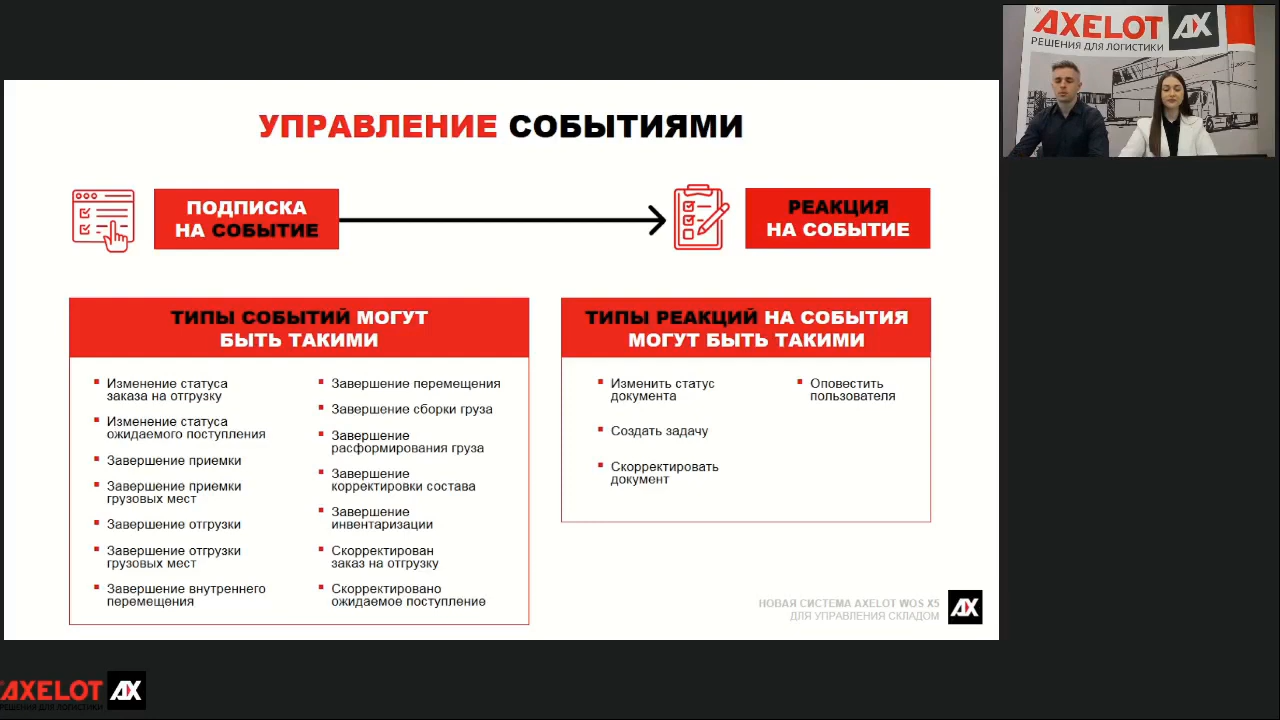 УПРАВЛЕНИЕ СОБЫТИЯМИ
ПОДПИСКА
НА СОБЫТИЕ
РЕАКЦИЯ
НА СОБЫТИЕ
ТИПЫ СОБЫТИЙ МОГУТ
БЫТЬ ТАКИМИ
Изменение статуса
заказа на отгрузку
Изменение статуса
ожидаемого поступления
Завершение приемки
Завершение приемки
грузовых мест
Завершение отгрузки
Завершение отгрузки
грузовых мест
Завершение внутреннего
перемещения
Завершение перемещения
Завершение сборки груза
Завершение
расформирования груза
Завершение
корректировки состава
Завершение
инвентаризации
Скорректирован
заказ на отгрузку
Скорректировано
ожидаемое поступление
ТИПЫ РЕАКЦИЙ НА СОБЫТИЯ
МОГУТ БЫТЬ ТАКИМИ
Изменить статус
документа
Создать задачу
Скорректировать
документ
Оповестить
пользователя
НОВАЯ СИСТЕМА AXELOT WOS X5
ДЛЯ УПРАВЛЕНИЯ СКЛАДОМ
AX
AXELOT AX
РЕШЕНИЯ ДЛЯ ЛОГИСТИКИ
AXELOT AX
РЕШЕНИЯ ДЛЯ ЛОГИСТИКИ